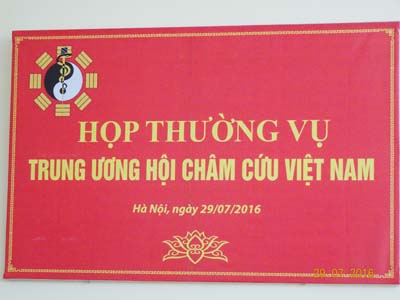 HỌP THƯỜNG VỤ
TRUNG ƯƠNG HỘI CHÂM CỨU VIỆT NAM
Hà Nội, ngày 29/07/2016
29.07.2016